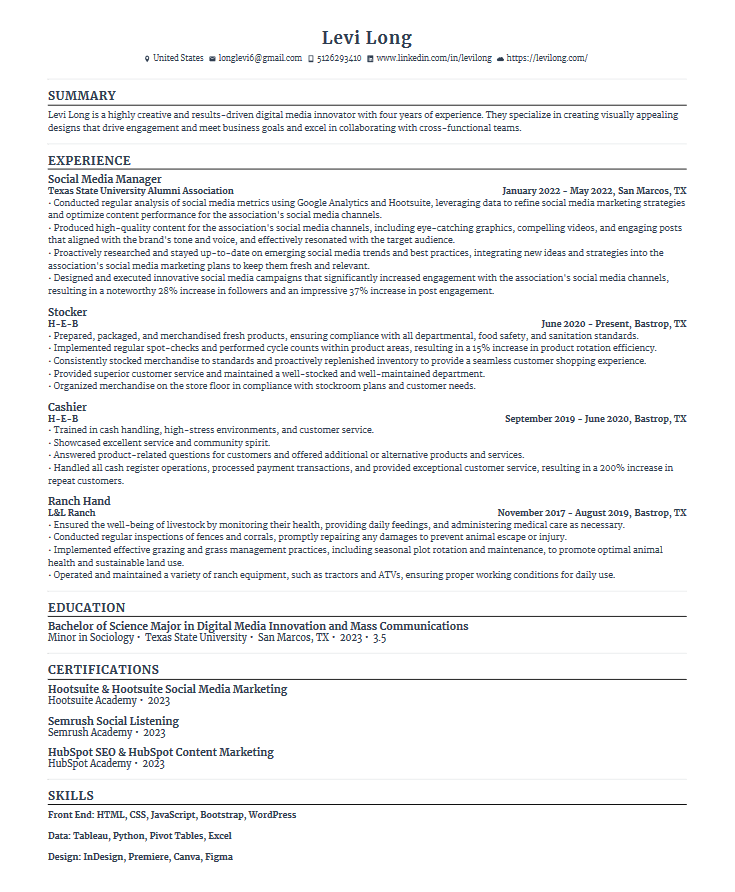 Levi Long
United States longlevi6@gmail.com 5126293410 www.linkedin.com/in/levilong https://levilong.com/
SUMMARY
Levi Long is a highly creative and results-driven digital media innovator with four years of experience. They specialize in creating visually appealing
designs that drive engagement and meet business goals and excel in collaborating with cross-functional teams.
EXPERIENCE
Social Media Manager
Texas State University Alumni Association January 2022 - May 2022, San Marcos, TX
• Conducted regular analysis of social media metrics using Google Analytics and Hootsuite, leveraging data to refine social media marketing strategies
and optimize content performance for the association's social media channels.
• Produced high-quality content for the association's social media channels, including eye-catching graphics, compelling videos, and engaging posts
that aligned with the brand's tone and voice, and effectively resonated with the target audience.
• Proactively researched and stayed up-to-date on emerging social media trends and best practices, integrating new ideas and strategies into the
association's social media marketing plans to keep them fresh and relevant.
• Designed and executed innovative social media campaigns that significantly increased engagement with the association's social media channels,
resulting in a noteworthy 28% increase in followers and an impressive 37% increase in post engagement.
Stocker
H-E-B June 2020 - Present, Bastrop, TX
• Prepared, packaged, and merchandised fresh products, ensuring compliance with all departmental, food safety, and sanitation standards.
• Implemented regular spot-checks and performed cycle counts within product areas, resulting in a 15% increase in product rotation efficiency.
• Consistently stocked merchandise to standards and proactively replenished inventory to provide a seamless customer shopping experience.
• Provided superior customer service and maintained a well-stocked and well-maintained department.
• Organized merchandise on the store floor in compliance with stockroom plans and customer needs.
Cashier
H-E-B September 2019 - June 2020, Bastrop, TX
• Trained in cash handling, high-stress environments, and customer service.
• Showcased excellent service and community spirit.
• Answered product-related questions for customers and offered additional or alternative products and services.
• Handled all cash register operations, processed payment transactions, and provided exceptional customer service, resulting in a 200% increase in
repeat customers.
Ranch Hand
L&L Ranch November 2017 - August 2019, Bastrop, TX
• Ensured the well-being of livestock by monitoring their health, providing daily feedings, and administering medical care as necessary.
• Conducted regular inspections of fences and corrals, promptly repairing any damages to prevent animal escape or injury.
• Implemented effective grazing and grass management practices, including seasonal plot rotation and maintenance, to promote optimal animal
health and sustainable land use.
• Operated and maintained a variety of ranch equipment, such as tractors and ATVs, ensuring proper working conditions for daily use.
EDUCATION
Bachelor of Science Major in Digital Media Innovation and Mass Communications
Minor in Sociology • Texas State University • San Marcos, TX • 2023 • 3.5
CERTIFICATIONS
Hootsuite & Hootsuite Social Media Marketing
Hootsuite Academy • 2023
Semrush Social Listening
Semrush Academy • 2023
HubSpot SEO & HubSpot Content Marketing
HubSpot Academy • 2023
SKILLS
Front End: HTML, CSS, JavaScript, Bootstrap, WordPress
Data: Tableau, Python, Pivot Tables, Excel
Design: InDesign, Premiere, Canva, Figma